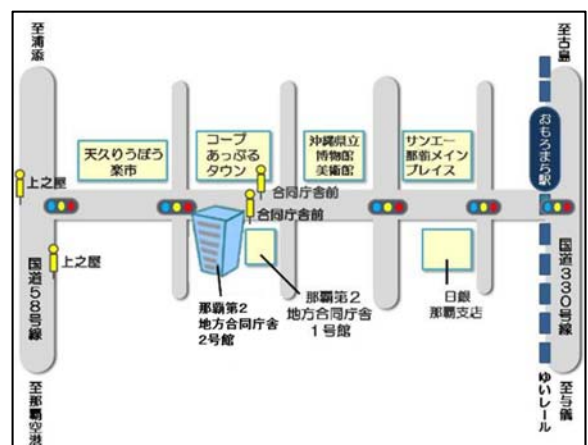 至浦添
至古島
天久りうぼう
楽市
コープ
あっぷる
タウン
沖縄県立
博物館
美術館
サンエー
那覇メイン
プレイス
おもろまち駅
上之屋
合同庁舎前
合同庁舎前
上之屋
国道58号線
那覇第2
地方合同庁舎
2号館
那覇第2
地方合同庁舎
1号館
日銀
那覇支店
国道330号線
至那覇空港
ゆいレール
至与儀